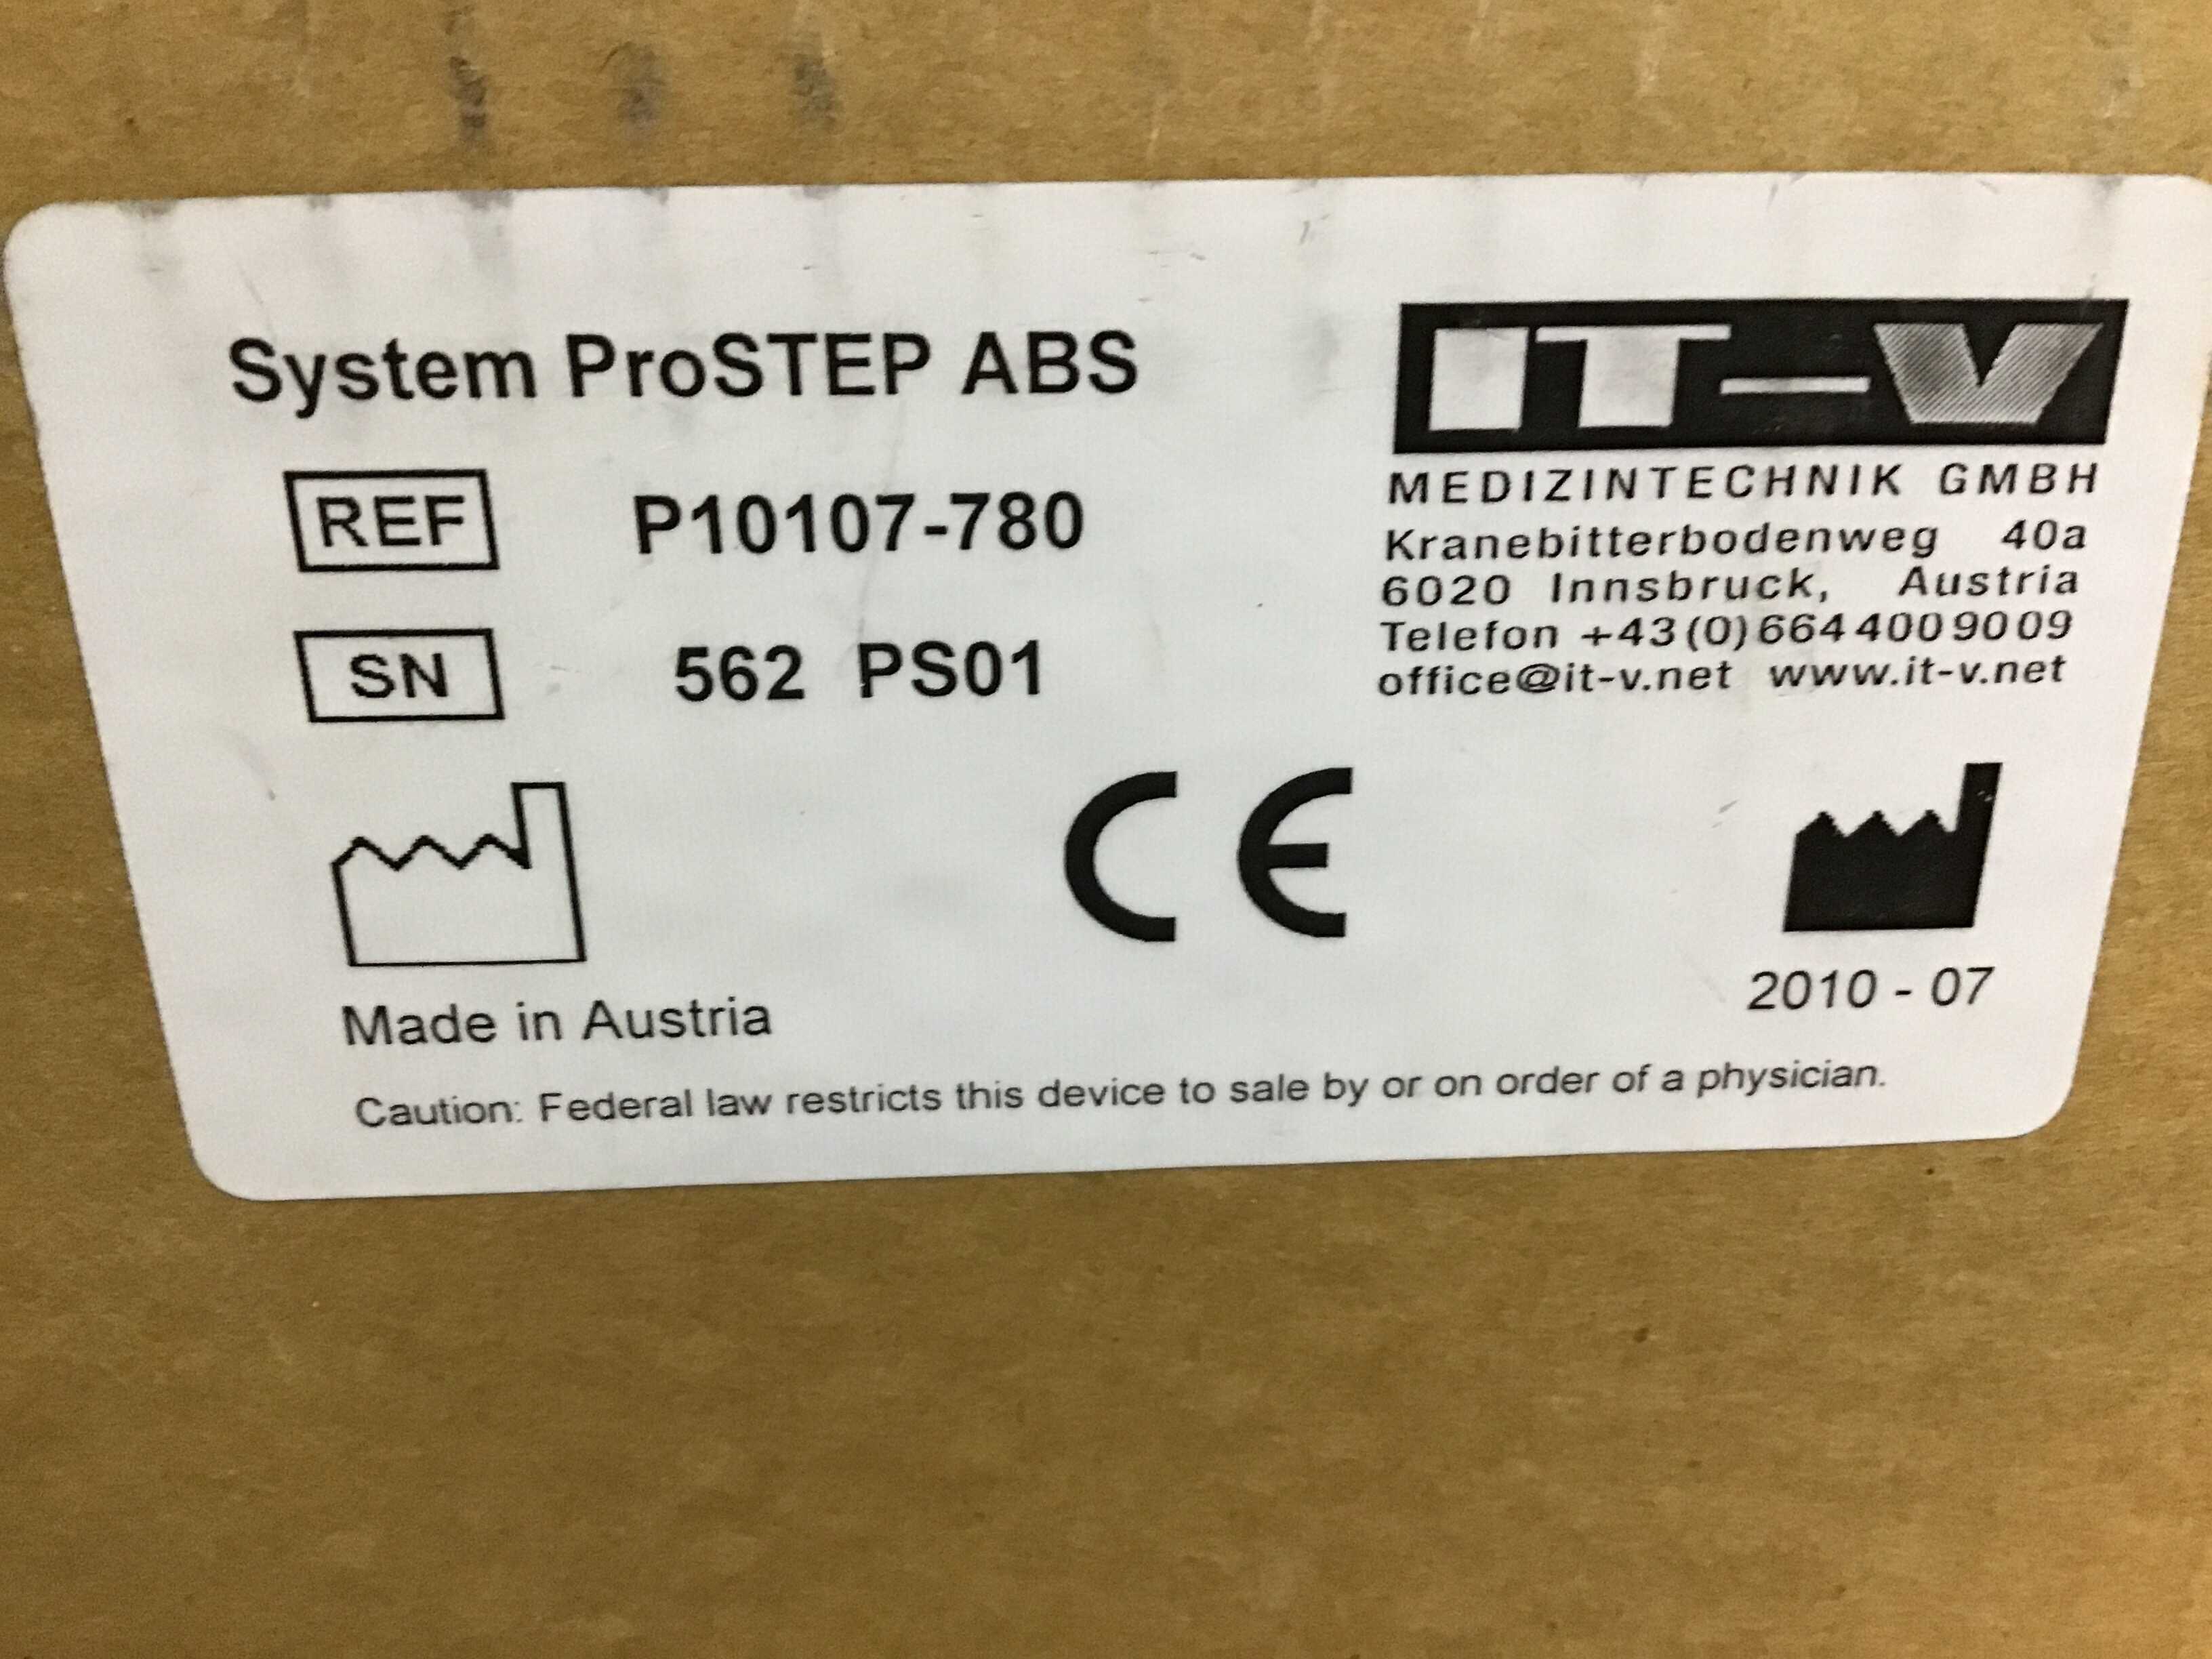 System ProSTEP ABS
REF P10107-780
SN 562 PS01
IT-V
MEDIZINTECHNIK GMBH
Kranebitterbodenweg 40a
6020 Innsbruck, Austria
Telefon +43(0)6644009009
office@it-v.net www.it-v.net
CE
Made in Austria
2010 - 07
Caution: Federal law restricts this device to sale by or on order of a physician.